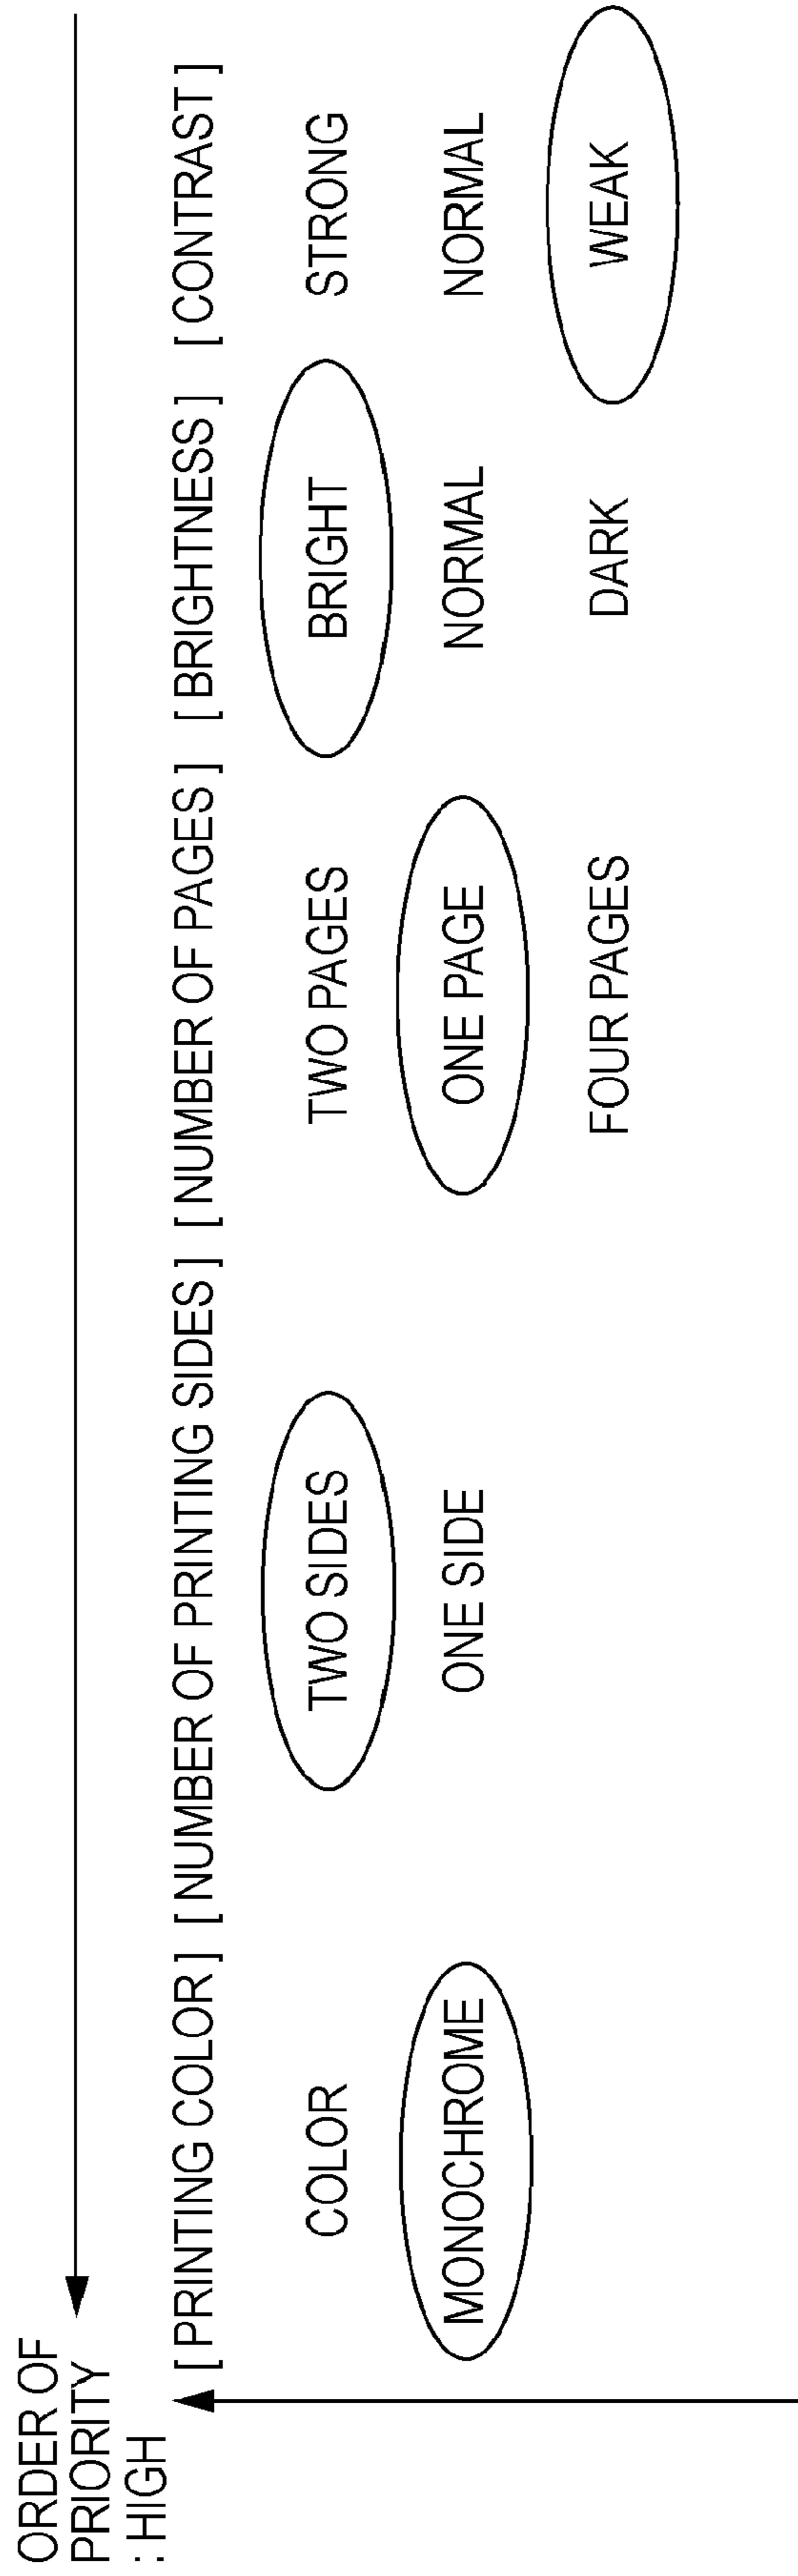 ORDER OF
PRIORITY
: HIGH
[ PRINTING COLOR ] [ NUMBER OF PRINTING SIDES ] [ NUMBER OF PAGES ] [ BRIGHTNESS ] [ CONTRAST ]
COLOR TWO SIDES TWO PAGES BRIGHT STRONG
MONOCHROME ONE SIDE ONE PAGE NORMAL NORMAL
FOUR PAGES DARK WEAK